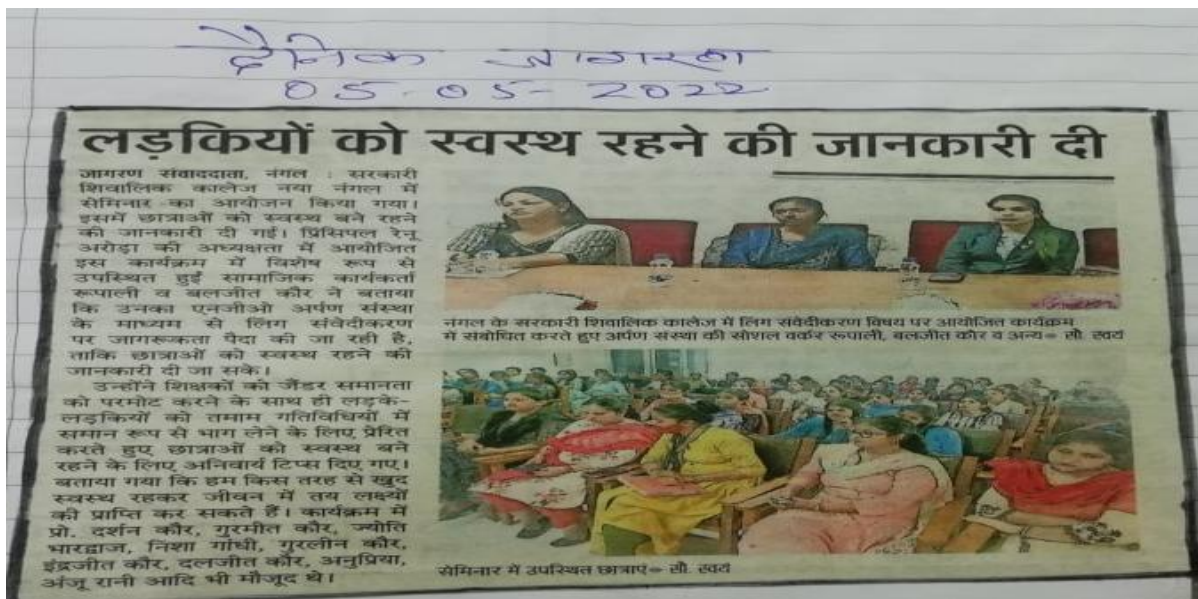 दैनिक जागरण
05-05-2022
लड़कियों को स्वस्थ रहने की जानकारी दी
जागरण संवाददाता, नंगल : सरकारी
शिवालिक कालेज नया नंगल में
सेमिनार का आयोजन किया गया।
इसमें छात्राओं को स्वस्थ बने रहने
की जानकारी दी गई। प्रिंसिपल रेनू
अरोड़ा की अध्यक्षता में आयोजित
इस कार्यक्रम में विशेष रूप से
उपस्थित हुईं सामाजिक कार्यकर्ता
रूपाली व बलजीत कौर ने बताया
कि उनका एनजीओ अर्पण संस्था
के माध्यम से लिंग संवेदीकरण
पर जागरूकता पैदा की जा रही है,
ताकि छात्राओं को स्वस्थ रहने की
जानकारी दी जा सके।
उन्होंने शिक्षकों को जैंडर समानता
को परमोट करने के साथ ही लड़के-
लड़कियों को तमाम गतिविधियों में
समान रूप से भाग लेने के लिए प्रेरित
करते हुए छात्राओं को स्वस्थ बने
रहने के लिए अनिवार्य टिप्स दिए गए।
बताया गया कि हम किस तरह से खुद
स्वस्थ रहकर जीवन में तय लक्ष्यों
की प्राप्ति कर सकते हैं। कार्यक्रम में
प्रो. दर्शन कौर, गुरमीत कौर, ज्योति
भारद्वाज, निशा गांधी, गुरलीन कौर,
इंद्रजीत कौर, दलजीत कौर, अनुप्रिया,
अंजू रानी आदि भी मौजूद थे।
नंगल के सरकारी शिवालिक कालेज में लिंग संवेदीकरण विषय पर आयोजित कार्यक्रम
में संबोधित करते हुए अर्पण संस्था की सोशल वर्कर रूपाली, बलजीत कौर व अन्य● सौ. स्वयं
सेमिनार में उपस्थित छात्राएं● सौ. स्वयं